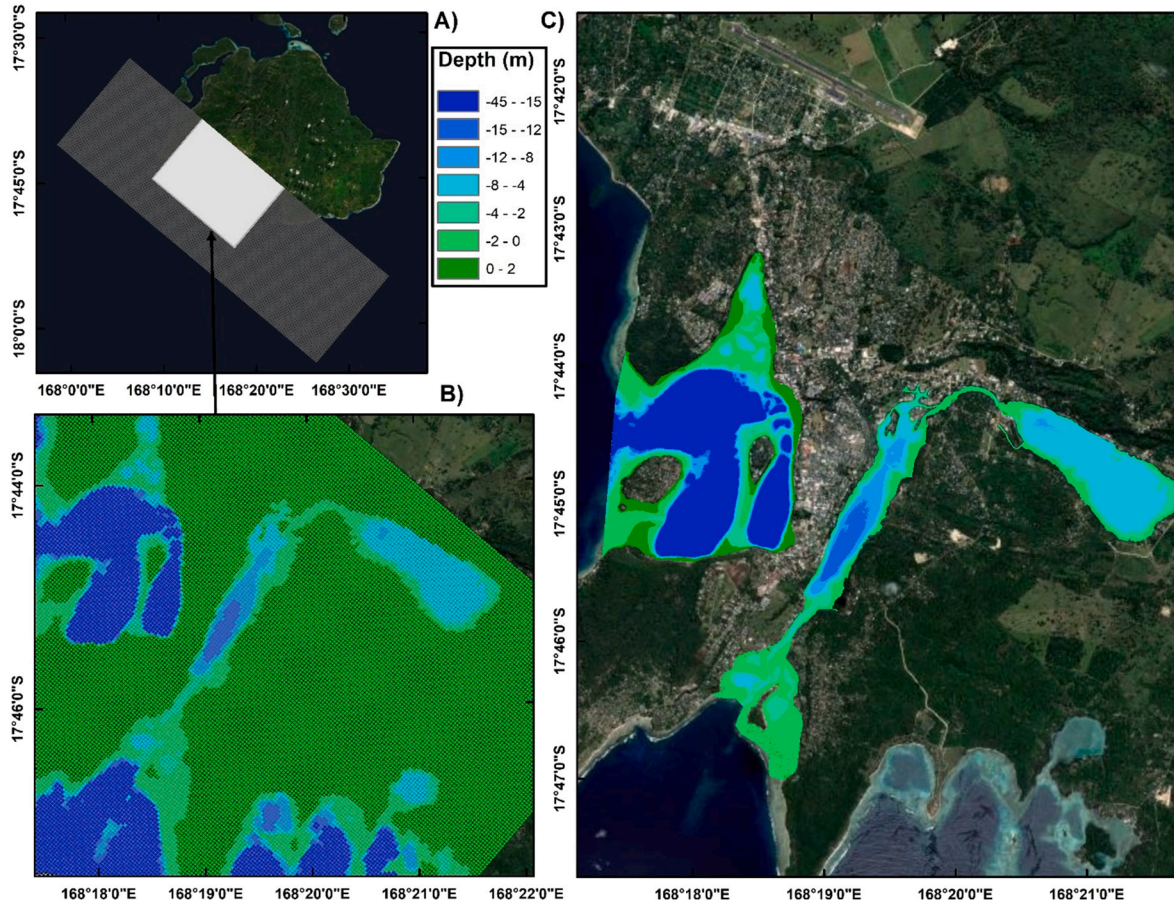 A)
17°30'0"S
17°45'0"S
18°0'0"S
168°0'0"E 168°10'0"E 168°20'0"E 168°30'0"E
Depth (m)
-45 - -15
-15 - -12
-12 - -8
-8 - -4
-4 - -2
-2 - 0
0 - 2
B)
17°44'0"S
17°46'0"S
168°18'0"E 168°19'0"E 168°20'0"E 168°21'0"E 168°22'0"E
C)
17°42'0"S
17°43'0"S
17°44'0"S
17°45'0"S
17°46'0"S
17°47'0"S
168°18'0"E 168°19'0"E 168°20'0"E 168°21'0"E